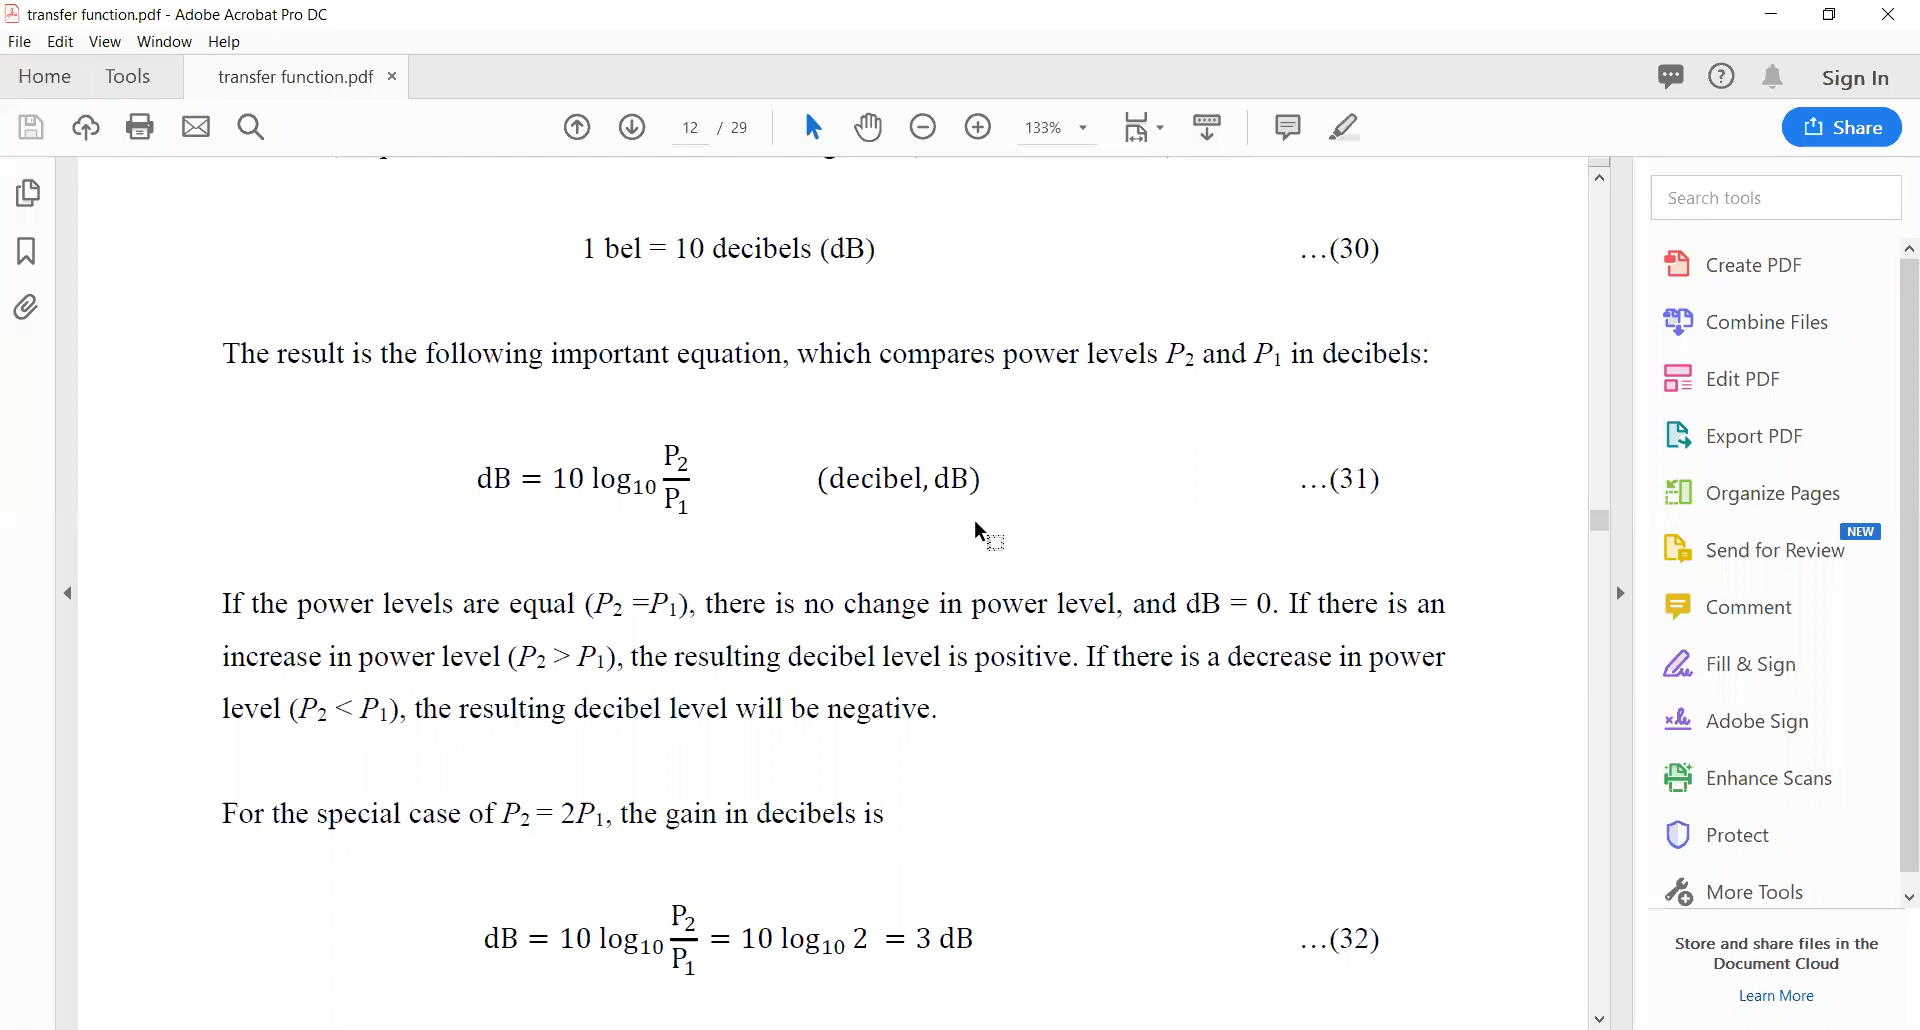 transfer function.pdf - Adobe Acrobat Pro DC
File Edit View Window Help
Home Tools transfer function.pdf × Sign In
12 / 29 133% Share
1 bel = 10 decibels (dB) …(30)
The result is the following important equation, which compares power levels P₂ and P₁ in decibels:
dB = 10 log₁₀ P₂/P₁ (decibel, dB) …(31)
If the power levels are equal (P₂ =P₁), there is no change in power level, and dB = 0. If there is an
increase in power level (P₂ > P₁), the resulting decibel level is positive. If there is a decrease in power
level (P₂ < P₁), the resulting decibel level will be negative.
For the special case of P₂ = 2P₁, the gain in decibels is
dB = 10 log₁₀ P₂/P₁ = 10 log₁₀ 2 = 3 dB …(32)
Search tools
Create PDF
Combine Files
Edit PDF
Export PDF
Organize Pages
NEW
Send for Review
Comment
Fill & Sign
Adobe Sign
Enhance Scans
Protect
More Tools
Store and share files in the
Document Cloud
Learn More